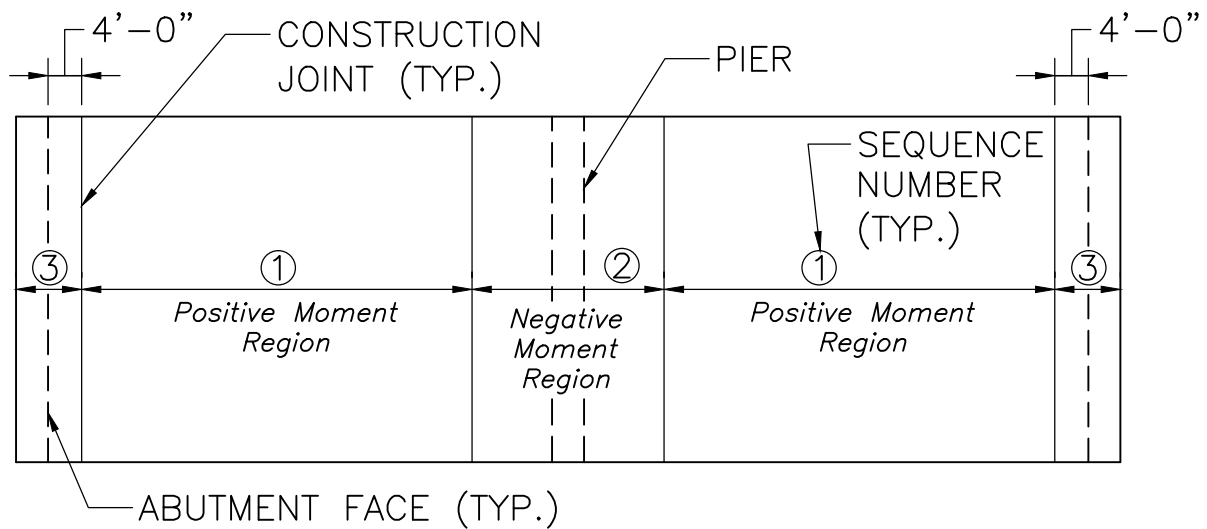 4'-0"
CONSTRUCTION
JOINT (TYP.)
PIER
4'-0"
SEQUENCE
NUMBER
(TYP.)
3
1
2
1
3
Positive Moment
Region
Negative
Moment
Region
Positive Moment
Region
ABUTMENT FACE (TYP.)